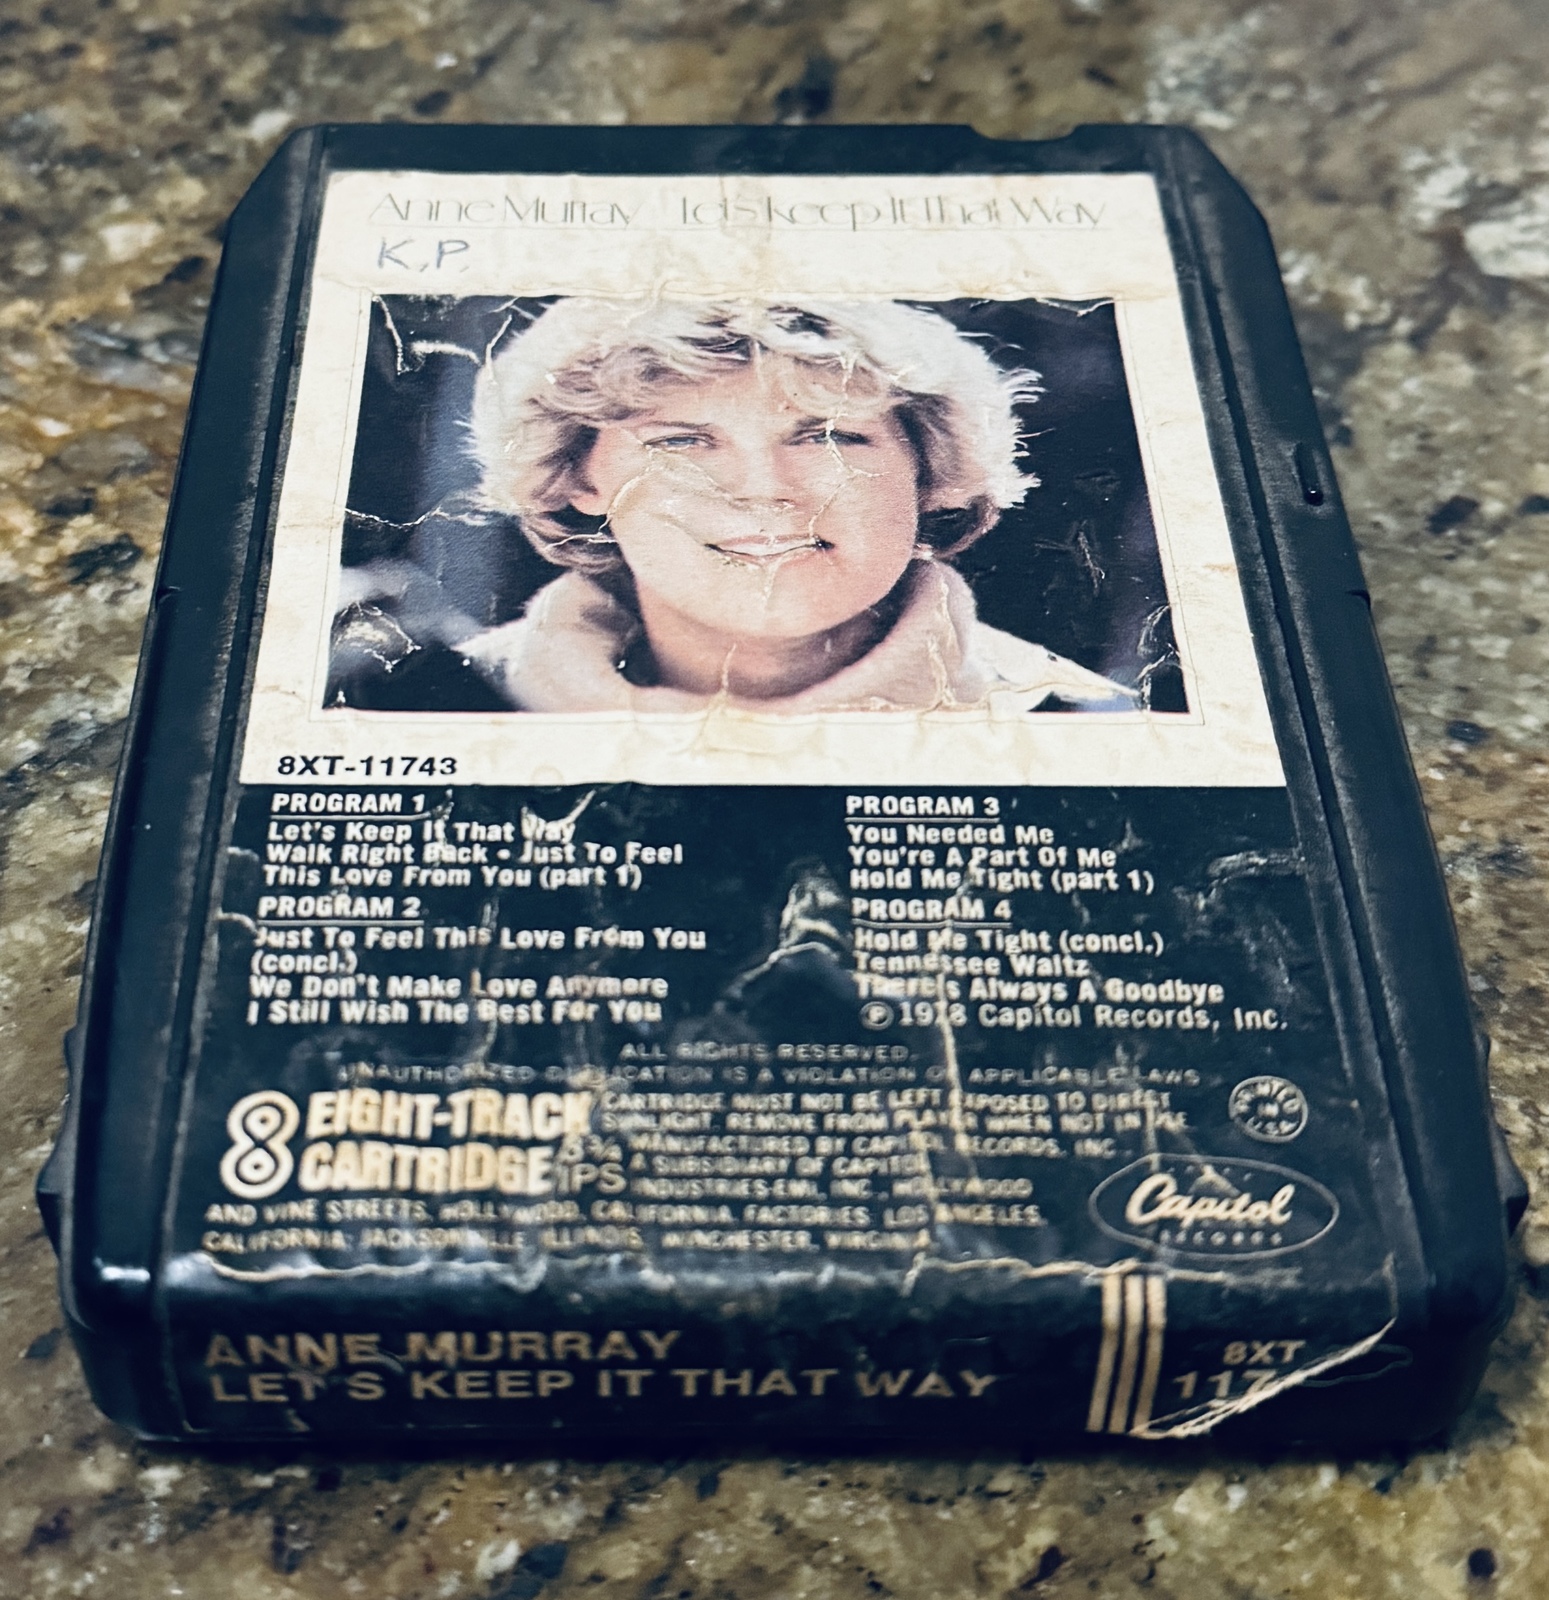 Anne Murray Let's Keep It That Way
K.P.
8XT-11743
PROGRAM 1
Let's Keep It That Way
Walk Right Back • Just To Feel
This Love From You (part 1)
PROGRAM 2
Just To Feel This Love From You
(concl.)
We Don't Make Love Anymore
I Still Wish The Best For You
PROGRAM 3
You Needed Me
You're A Part Of Me
Hold Me Tight (part 1)
PROGRAM 4
Hold Me Tight (concl.)
Tennessee Waltz
There's Always A Goodbye
Ⓟ 1978 Capitol Records, Inc.
ALL RIGHTS RESERVED.
UNAUTHORIZED DUPLICATION IS A VIOLATION OF APPLICABLE LAWS
8 EIGHT-TRACK
CARTRIDGE
3¾
IPS
CARTRIDGE MUST NOT BE LEFT EXPOSED TO DIRECT
SUNLIGHT. REMOVE FROM PLAYER WHEN NOT IN USE.
MANUFACTURED BY CAPITOL RECORDS, INC.,
A SUBSIDIARY OF CAPITOL
INDUSTRIES-EMI, INC., HOLLYWOOD
AND VINE STREETS, HOLLYWOOD, CALIFORNIA. FACTORIES: LOS ANGELES,
CALIFORNIA; JACKSONVILLE, ILLINOIS; WINCHESTER, VIRGINIA
PRINTED IN U.S.A.
Capitol
RECORDS
ANNE MURRAY
LET'S KEEP IT THAT WAY
8XT
117